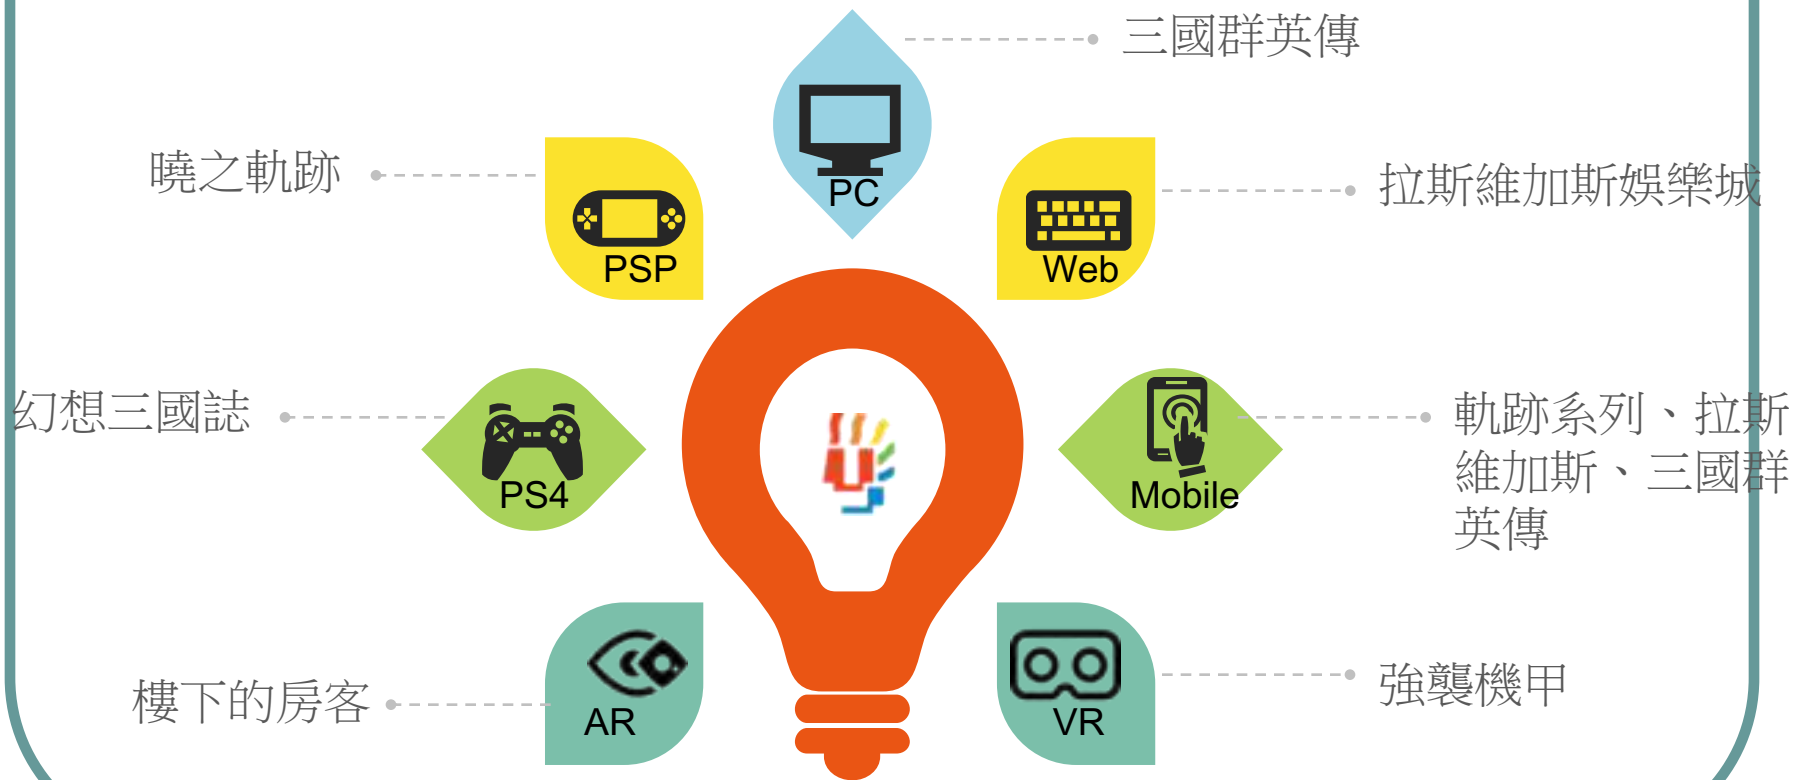 三國群英傳
PC
曉之軌跡
PSP
拉斯維加斯娛樂城
Web
幻想三國誌
PS4
軌跡系列、拉斯
維加斯、三國群
英傳
Mobile
樓下的房客
AR
強襲機甲
VR